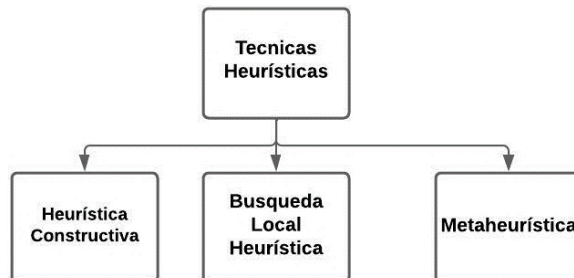 Tecnicas
Heurísticas
Heurística
Constructiva
Busqueda
Local
Heurística
Metaheurística